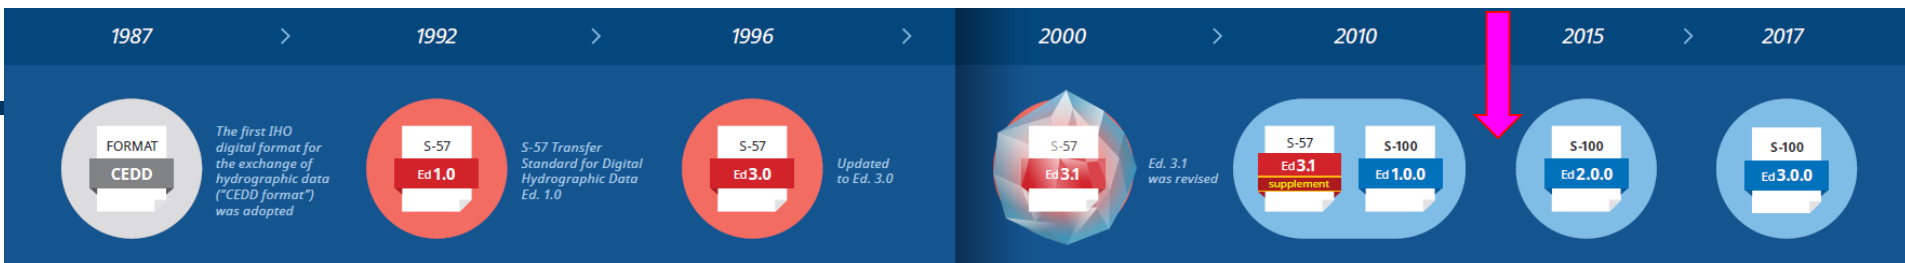 1987
1992
1996
2000
2010
2015
2017
FORMAT
CEDD
The first IHO
digital format for
the exchange of
hydrographic data
("CEDD format")
was adopted
S-57
Ed 1.0
S-57 Transfer
Standard for Digital
Hydrographic Data
Ed. 1.0
S-57
Ed 3.0
Updated
to Ed. 3.0
S-57
Ed 3.1
Ed. 3.1
was revised
S-57
Ed 3.1
supplement
S-100
Ed 1.0.0
S-100
Ed 2.0.0
S-100
Ed 3.0.0